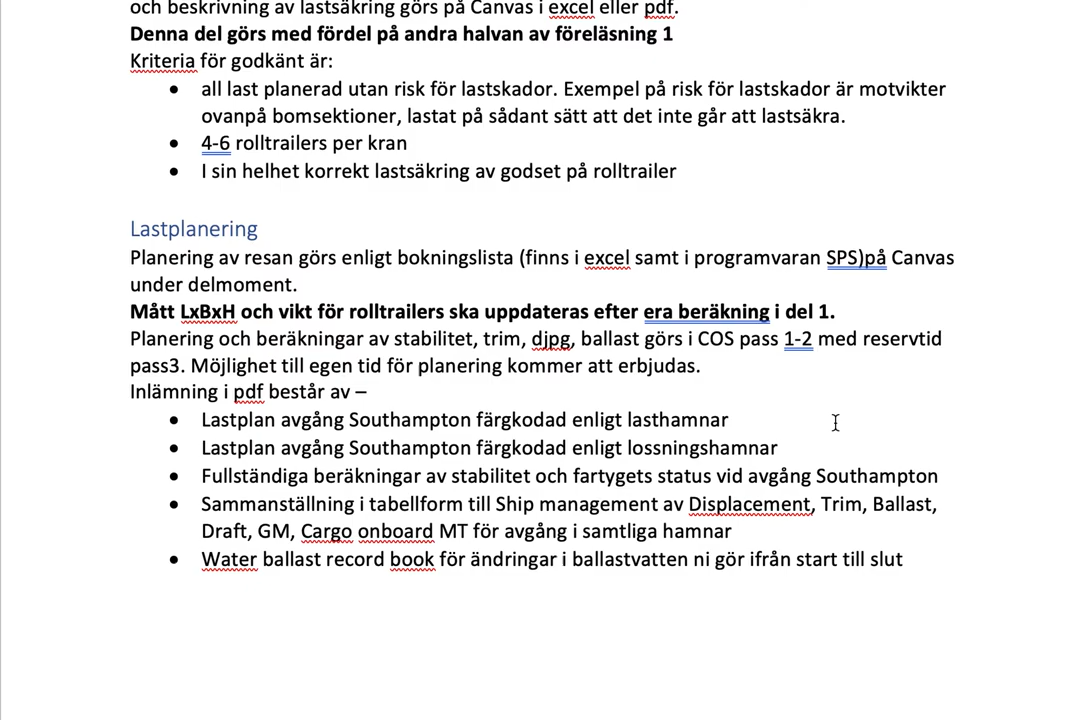 och beskrivning av lastsäkring görs på Canvas i excel eller pdf.
Denna del görs med fördel på andra halvan av föreläsning 1
Kriteria för godkänt är:
• all last planerad utan risk för lastskador. Exempel på risk för lastskador är motvikter
ovanpå bomsektioner, lastat på sådant sätt att det inte går att lastsäkra.
• 4-6 rolltrailers per kran
• I sin helhet korrekt lastsäkring av godset på rolltrailer
Lastplanering
Planering av resan görs enligt bokningslista (finns i excel samt i programvaran SPS)på Canvas
under delmoment.
Mått LxBxH och vikt för rolltrailers ska uppdateras efter era beräkning i del 1.
Planering och beräkningar av stabilitet, trim, djpg, ballast görs i COS pass 1-2 med reservtid
pass3. Möjlighet till egen tid för planering kommer att erbjudas.
Inlämning i pdf består av –
• Lastplan avgång Southampton färgkodad enligt lasthamnar
• Lastplan avgång Southampton färgkodad enligt lossningshamnar
• Fullständiga beräkningar av stabilitet och fartygets status vid avgång Southampton
• Sammanställning i tabellform till Ship management av Displacement, Trim, Ballast,
Draft, GM, Cargo onboard MT för avgång i samtliga hamnar
• Water ballast record book för ändringar i ballastvatten ni gör ifrån start till slut